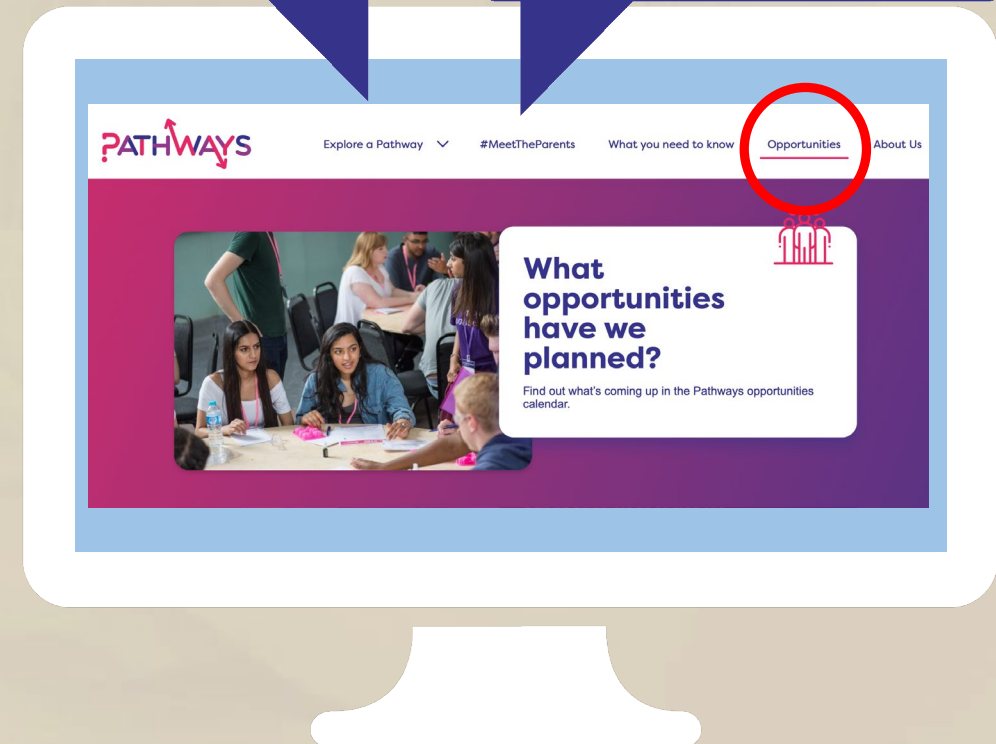 PATHWAYS
Explore a Pathway #MeetTheParents What you need to know Opportunities About Us
What
opportunities
have we
planned?
Find out what's coming up in the Pathways opportunities
calendar.